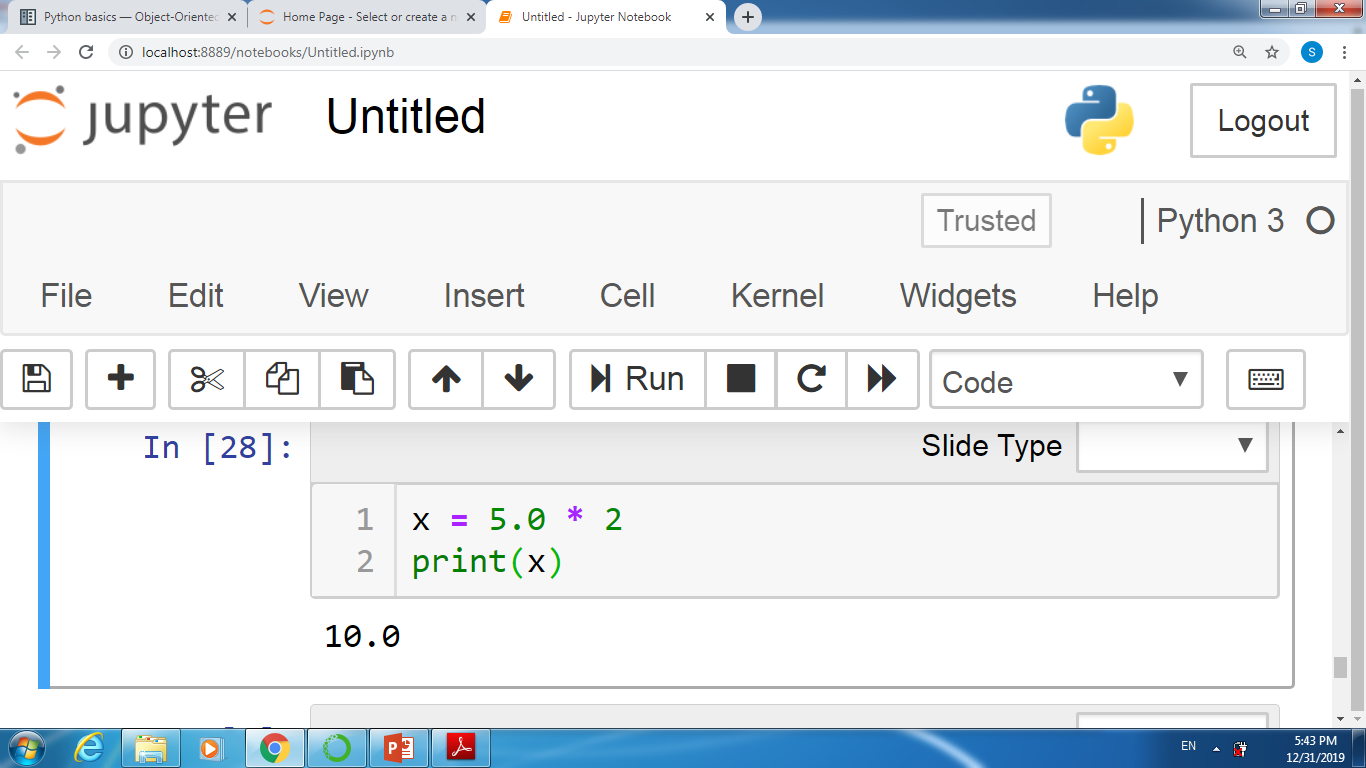 Python basics — Object-Oriented
Home Page - Select or create a n
Untitled - Jupyter Notebook
localhost:8889/notebooks/Untitled.ipynb
S
jupyter Untitled
Logout
Trusted
Python 3
File Edit View Insert Cell Kernel Widgets Help
Run
Code
In [28]:
Slide Type
1 x = 5.0 * 2
2 print(x)
10.0
EN
5:43 PM
12/31/2019